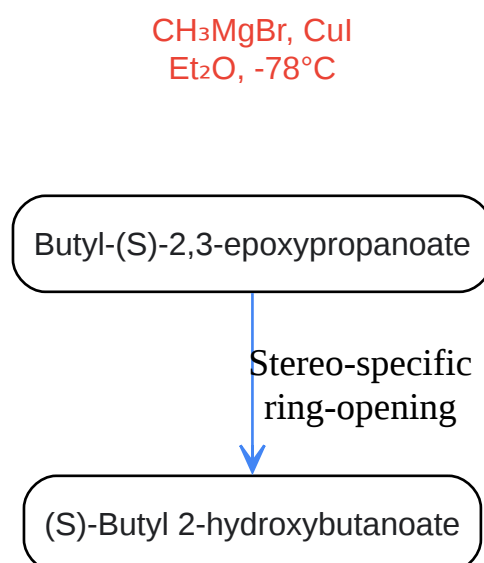 CH₃MgBr, CuI
Et₂O, -78°C
Butyl-(S)-2,3-epoxypropanoate
Stereo-specific
ring-opening
(S)-Butyl 2-hydroxybutanoate